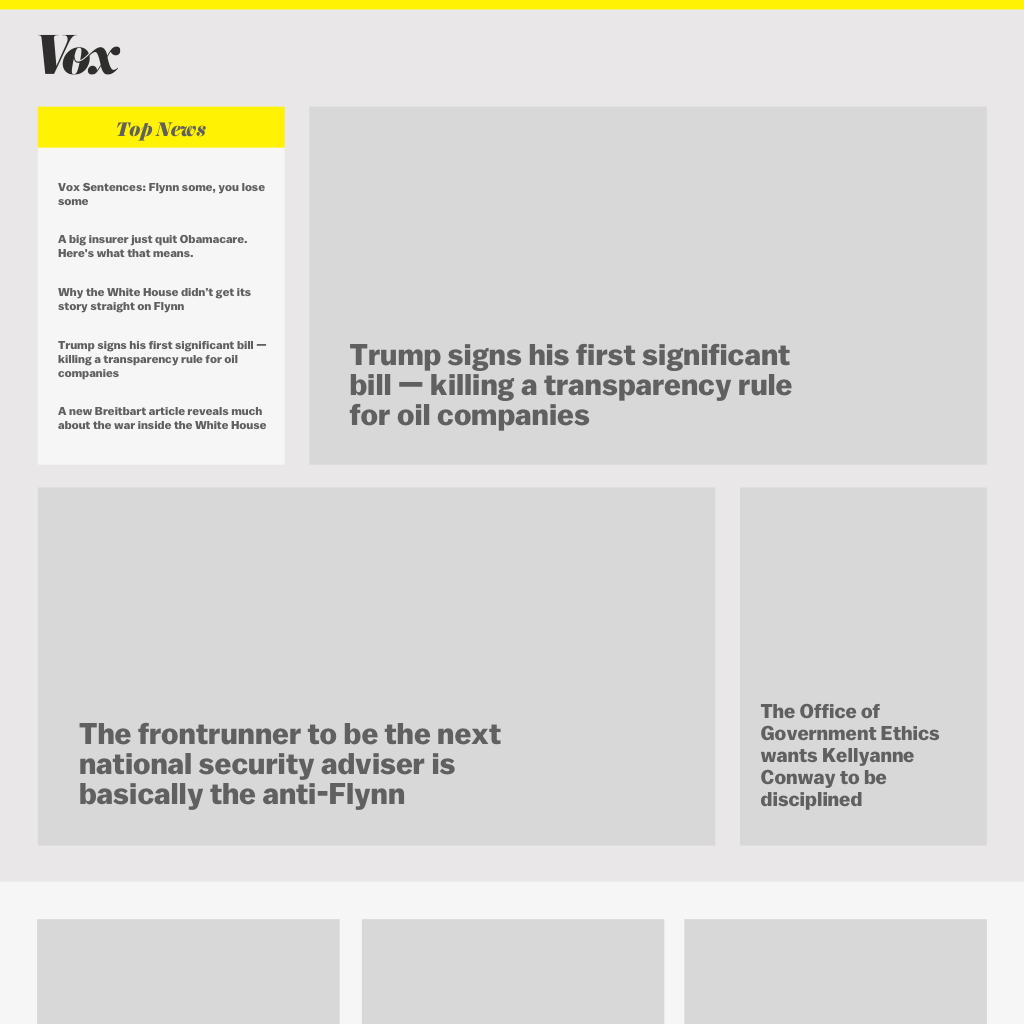 Vox
Top News
Vox Sentences: Flynn some, you lose
some
A big insurer just quit Obamacare.
Here's what that means.
Why the White House didn't get its
story straight on Flynn
Trump signs his first significant bill —
killing a transparency rule for oil
companies
A new Breitbart article reveals much
about the war inside the White House
Trump signs his first significant
bill — killing a transparency rule
for oil companies
The frontrunner to be the next
national security adviser is
basically the anti-Flynn
The Office of
Government Ethics
wants Kellyanne
Conway to be
disciplined